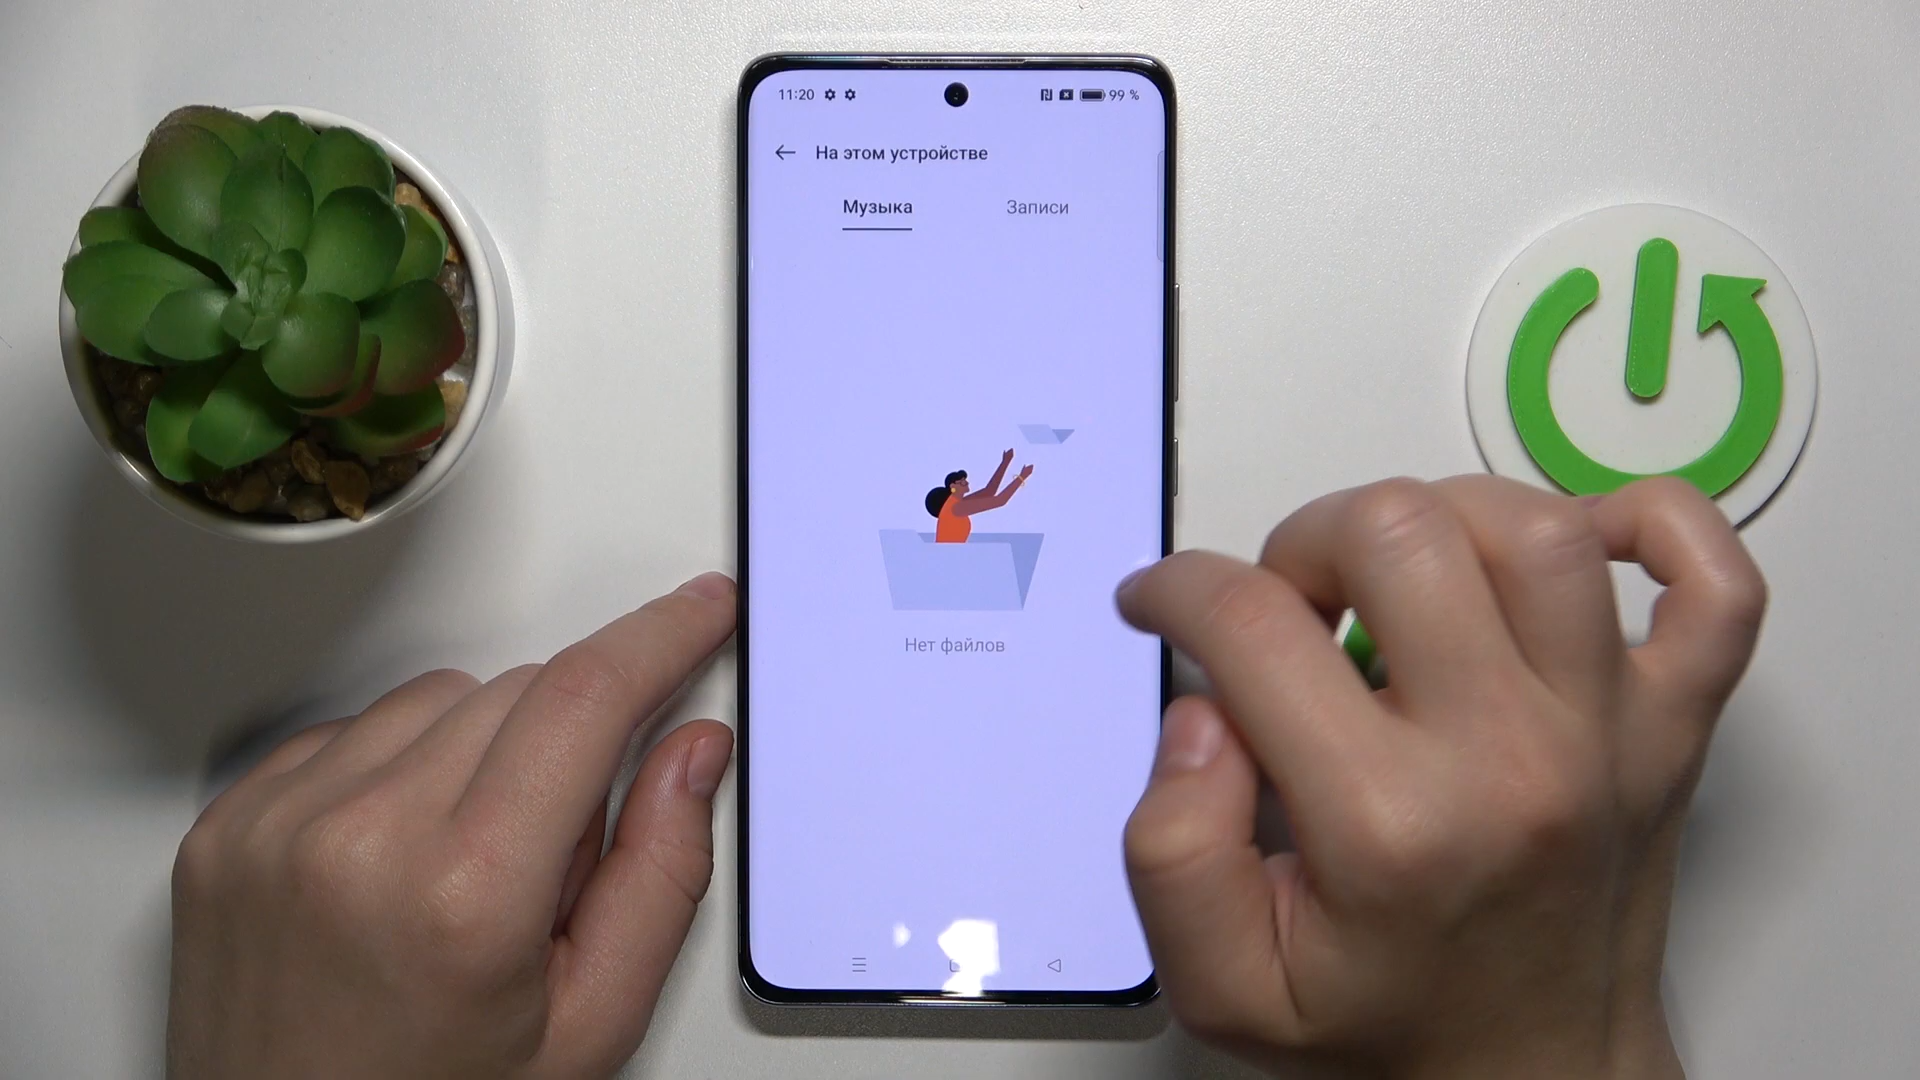 11:20 99 %
На этом устройстве
Музыка Записи
Нет файлов